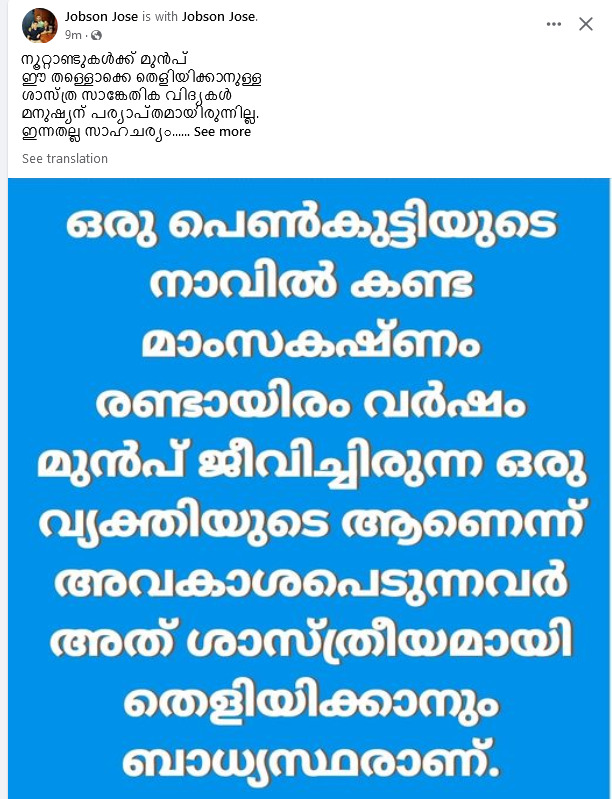 Jobson Jose is with Jobson Jose.
9m ·
നൂറ്റാണ്ടുകൾക്ക് മുൻപ്
ഈ തള്ളൊക്കെ തെളിയിക്കാനുള്ള
ശാസ്ത്ര സാങ്കേതിക വിദ്യകൾ
മനുഷ്യന് പര്യാപ്തമായിരുന്നില്ല.
ഇന്നതല്ല സാഹചര്യം...... See more
See translation
ഒരു പെൺകുട്ടിയുടെ
നാവിൽ കണ്ട
മാംസകഷ്ണം
രണ്ടായിരം വർഷം
മുൻപ് ജീവിച്ചിരുന്ന ഒരു
വ്യക്തിയുടെ ആണെന്ന്
അവകാശപെടുന്നവർ
അത് ശാസ്ത്രീയമായി
തെളിയിക്കാനും
ബാധ്യസ്ഥരാണ്.